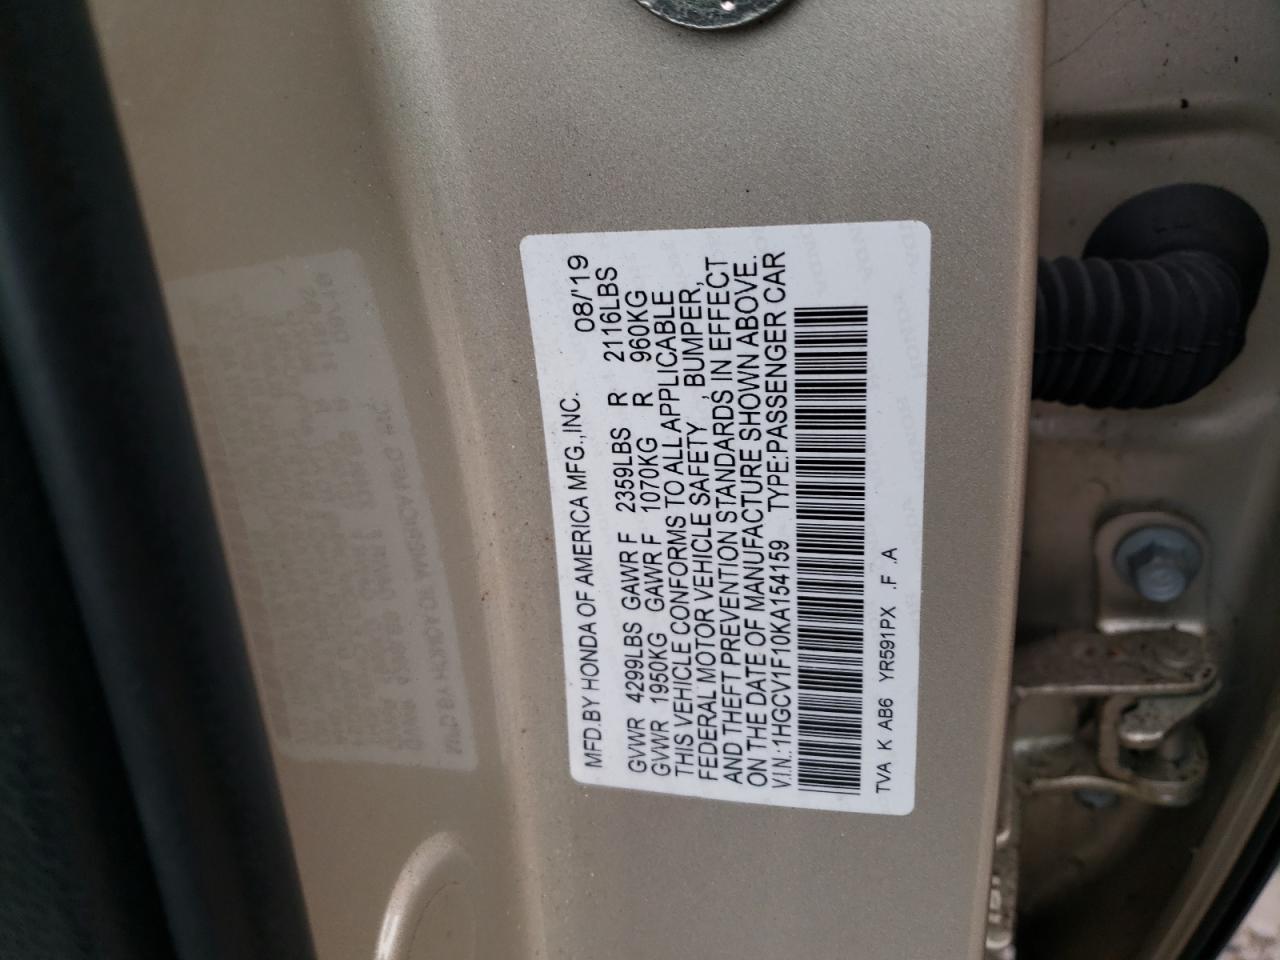 MFD.BY HONDA OF AMERICA MFG.,INC. 08/'19
GVWR 4299LBS GAWR F 2359LBS R 2116LBS
GVWR 1950KG GAWR F 1070KG R 960KG
THIS VEHICLE CONFORMS TO ALL APPLICABLE
FEDERAL MOTOR VEHICLE SAFETY , BUMPER,
AND THEFT PREVENTION STANDARDS IN EFFECT
ON THE DATE OF MANUFACTURE SHOWN ABOVE.
V.I.N.:1HGCV1F10KA154159 TYPE:PASSENGER CAR
TVA K AB6 YR591PX .F .A